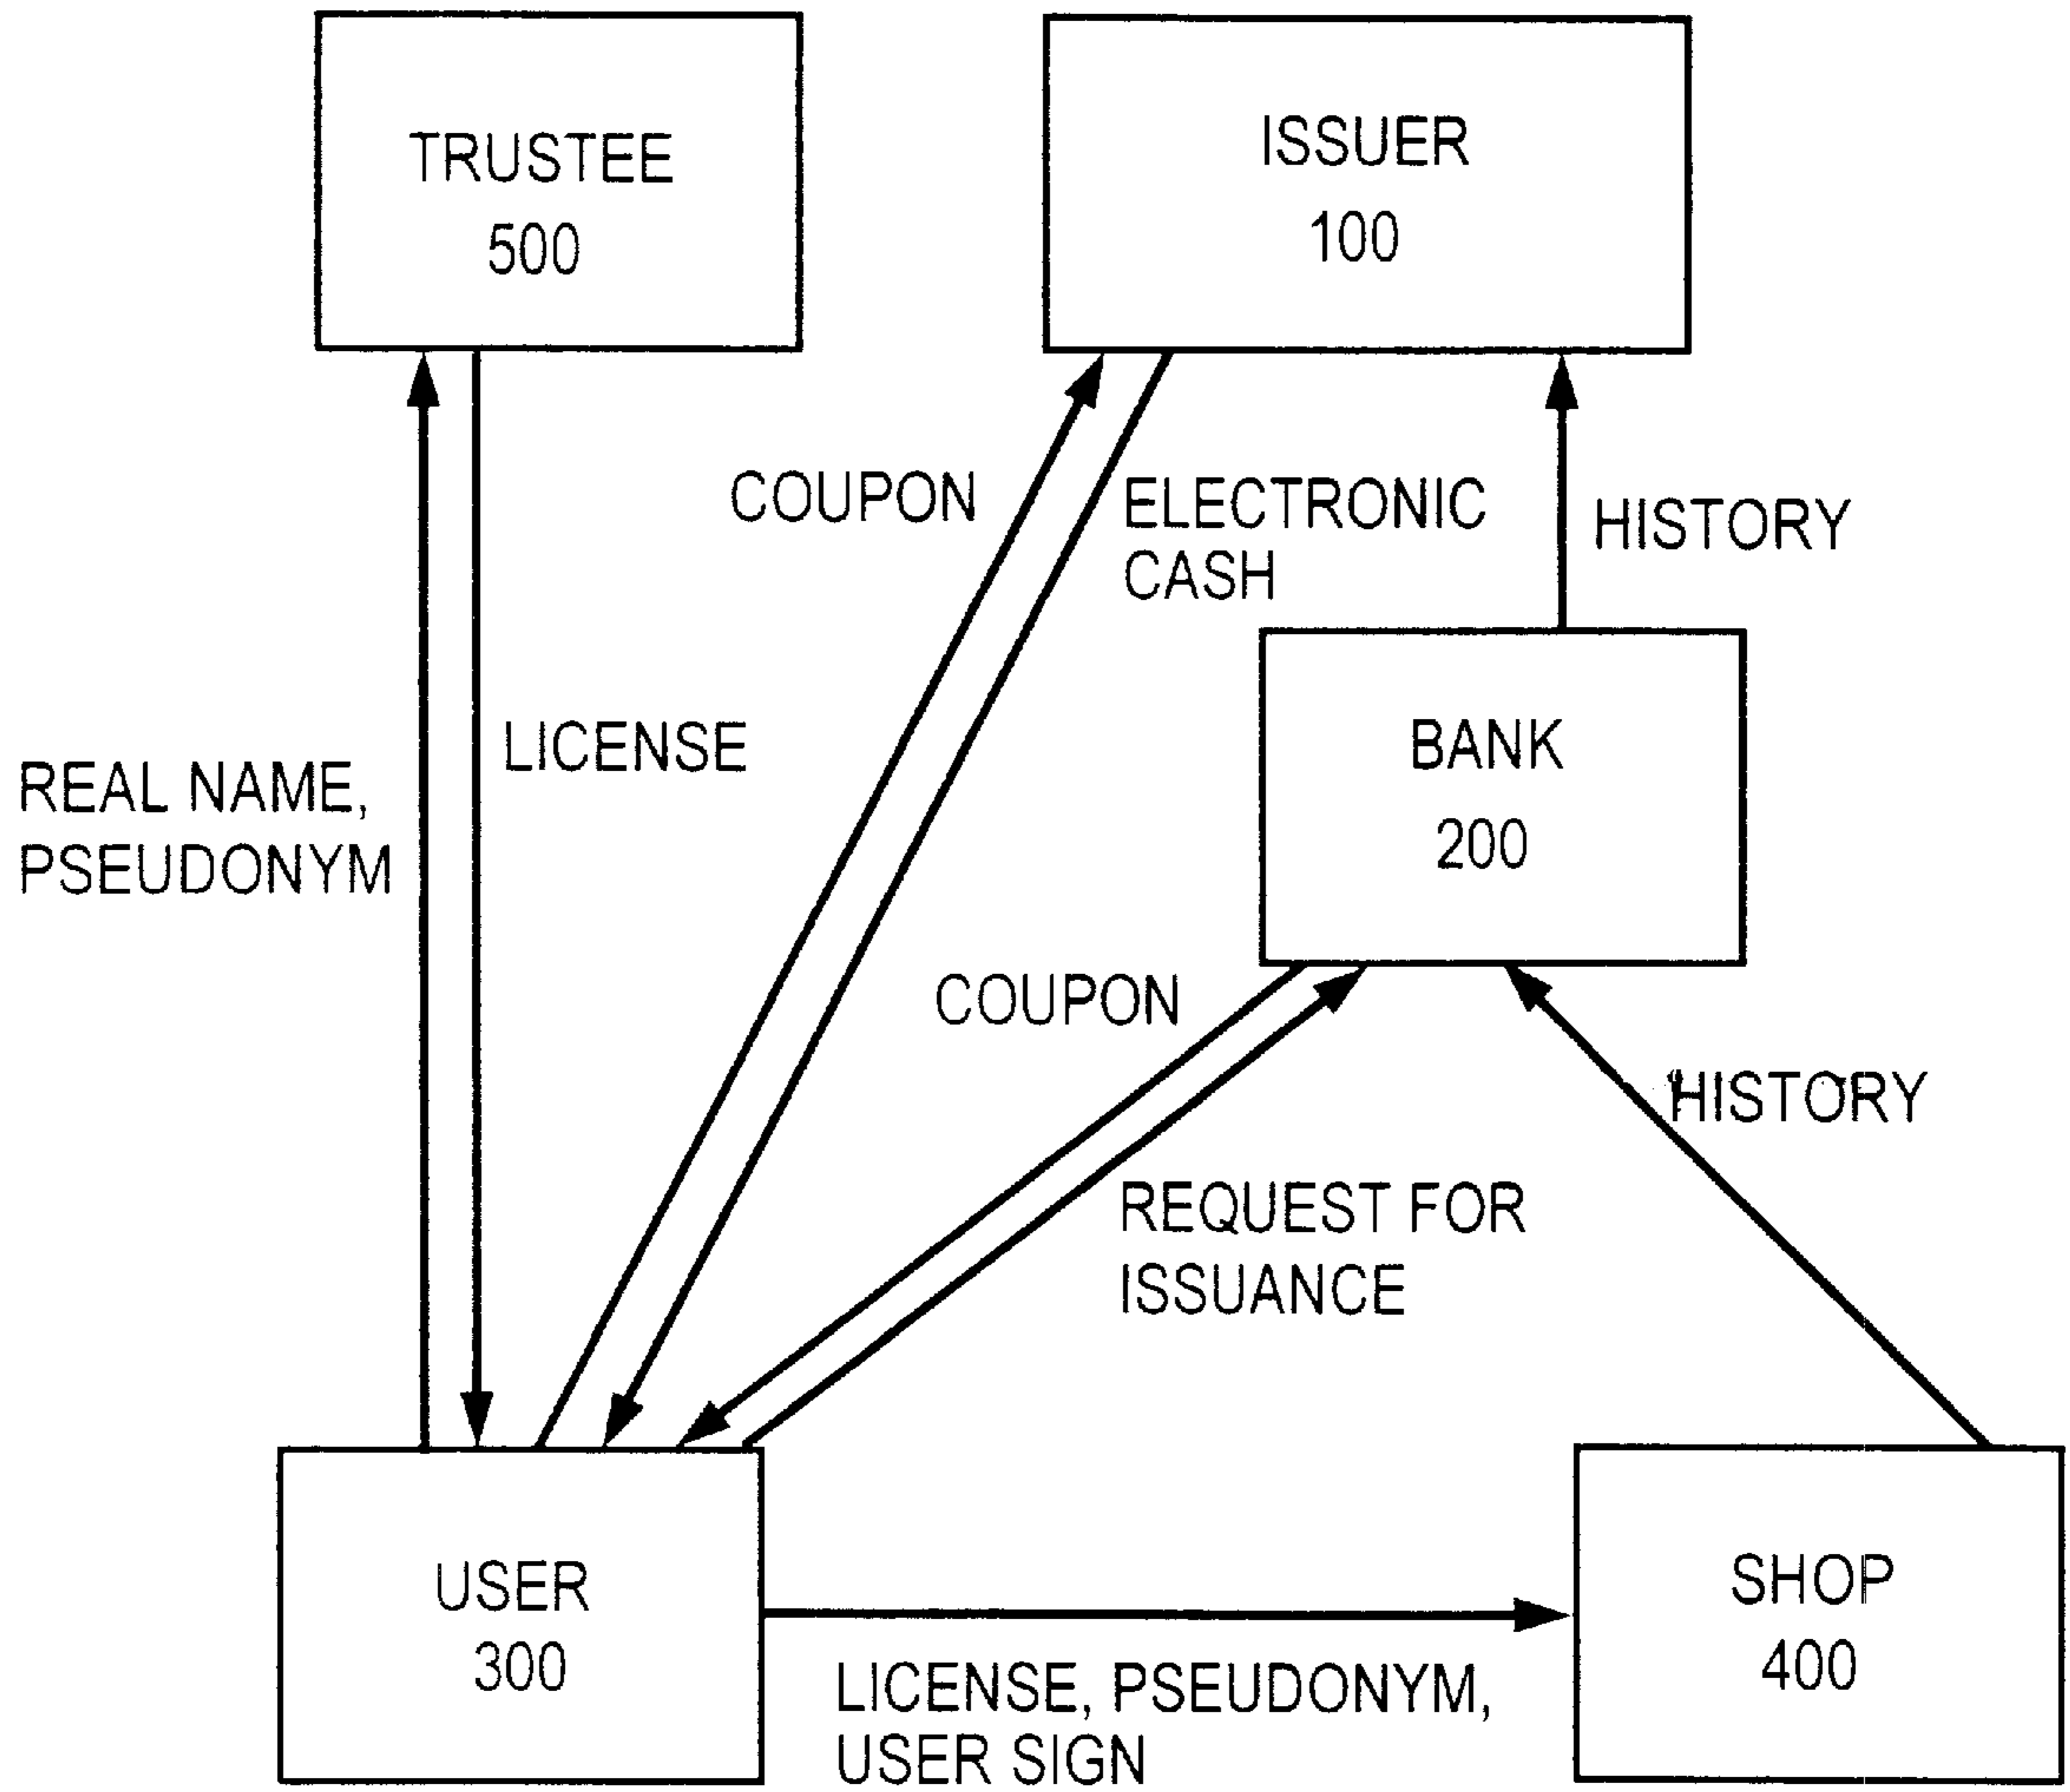 TRUSTEE
500
ISSUER
100
COUPON
ELECTRONIC
CASH
HISTORY
LICENSE
REAL NAME,
PSEUDONYM
BANK
200
COUPON
HISTORY
REQUEST FOR
ISSUANCE
USER
300
SHOP
400
LICENSE, PSEUDONYM,
USER SIGN